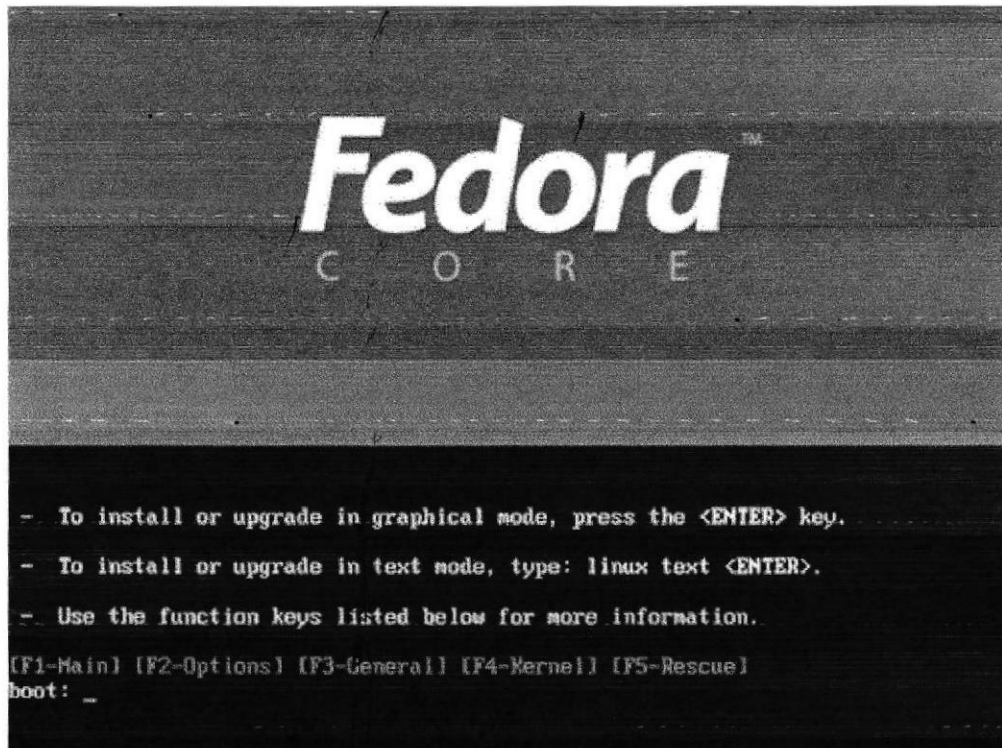 Fedora™
CORE
- To install or upgrade in graphical mode, press the <ENTER> key.
- To install or upgrade in text mode, type: linux text <ENTER>.
- Use the function keys listed below for more information.
[F1-Main] [F2-Options] [F3-General] [F4-Kernel] [F5-Rescue]
boot: _